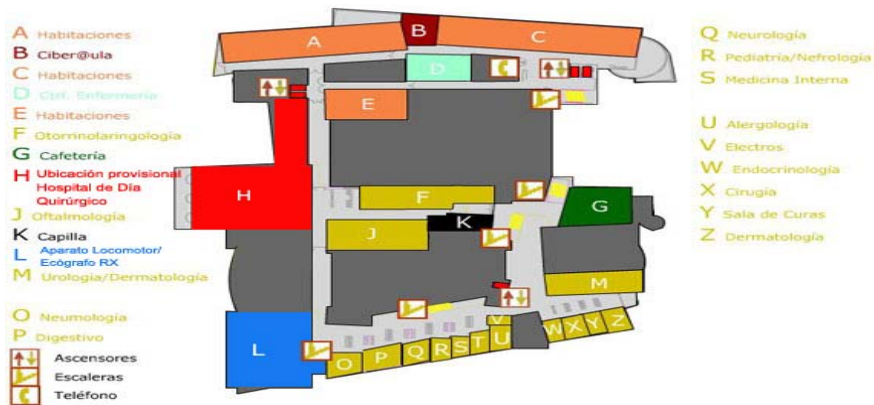 A Habitaciones
B Ciber@ula
C Habitaciones
D Ctrl. Enfermería
E Habitaciones
F Otorrinolaringología
G Cafetería
H Ubicación provisional
Hospital de Día
Quirúrgico
J Oftalmología
K Capilla
L Aparato Locomotor/
Ecógrafo RX
M Urologia/Dermatología
O Neumología
P Digestivo
Ascensores
Escaleras
Teléfono
A
B
C
D
E
H
F
K
G
J
M
L
O
P
Q
R
S
T
U
V
W
X
Y
Z
Q Neurología
R Pediatría/Nefrología
S Medicina Interna
U Alergología
V Electros
W Endocrinología
X Cirugía
Y Sala de Curas
Z Dermatología